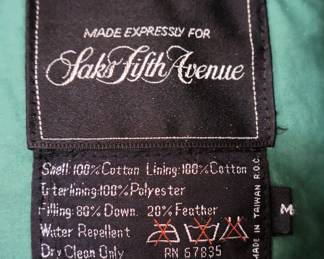 MADE EXPRESSLY FOR
Saks Fifth Avenue
Shell:100%Cotton Lining:100%Cotton
Interlining:100%Polyester
Filling:80%Down. 20%Feather
Water Repellent
Dry Clean Only RN 57835
MADE IN TAIWAN R.O.C.
M